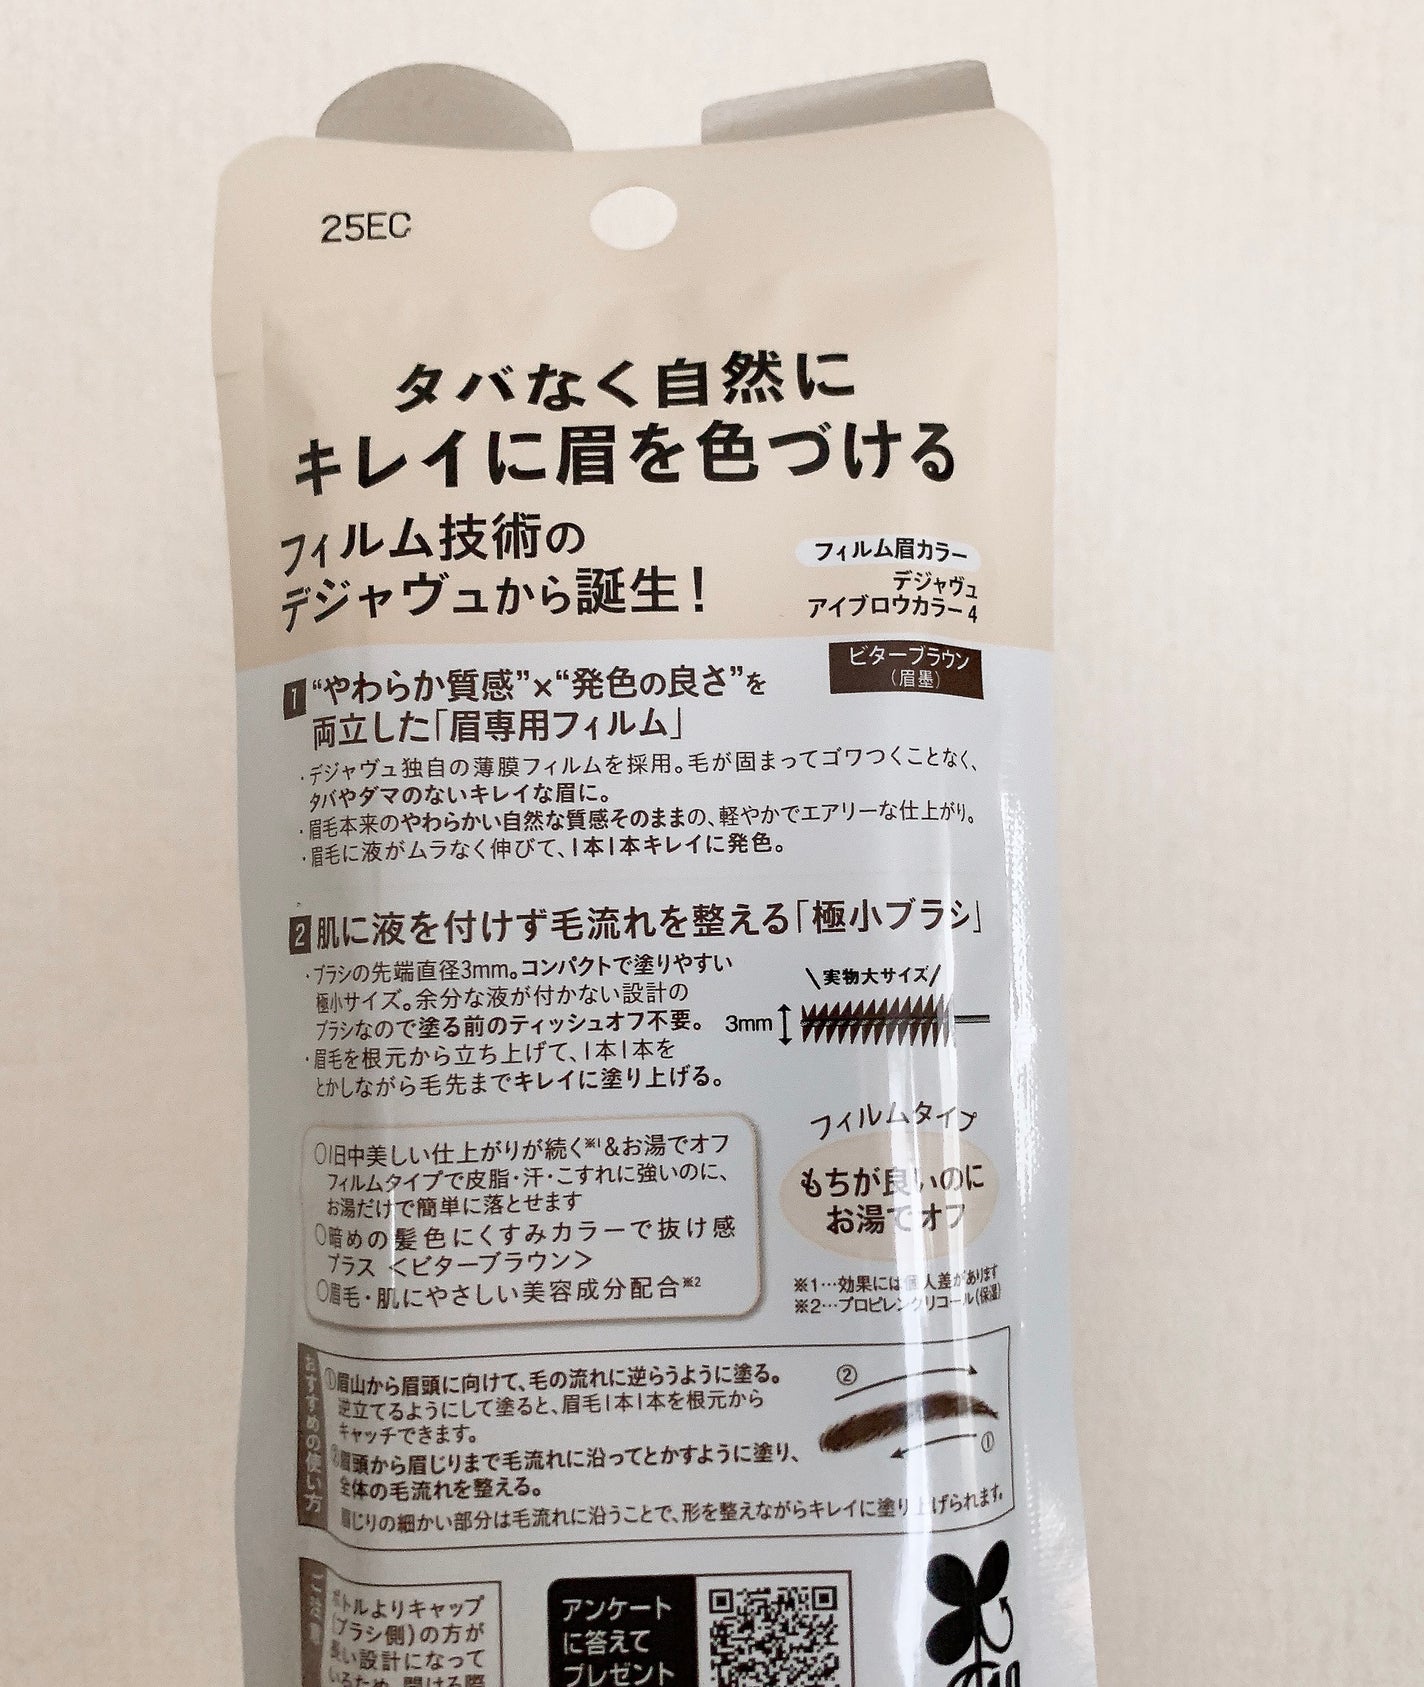 25EC
タバなく自然に
キレイに眉を色づける
フィルム技術の
デジャヴュから誕生！
フィルム眉カラー
デジャヴュ
アイブロウカラー 4
ビターブラウン
（眉墨）
1 “やわらか質感”×“発色の良さ”を
両立した「眉専用フィルム」
・デジャヴュ独自の薄膜フィルムを採用。毛が固まってゴワつくことなく、
タバやダマのないキレイな眉に。
・眉毛本来のやわらかい自然な質感そのままの、軽やかでエアリーな仕上がり。
・眉毛に液がムラなく伸びて、1本1本キレイに発色。
2 肌に液を付けず毛流れを整える「極小ブラシ」
・ブラシの先端直径3mm。コンパクトで塗りやすい
極小サイズ。余分な液が付かない設計の
ブラシなので塗る前のティッシュオフ不要。
・眉毛を根元から立ち上げて、1本1本を
とかしながら毛先までキレイに塗り上げる。
\実物大サイズ/
3mm
○1日中美しい仕上がりが続く※1＆お湯でオフ
フィルムタイプで皮脂・汗・こすれに強いのに、
お湯だけで簡単に落とせます
○暗めの髪色にくすみカラーで抜け感
プラス ＜ビターブラウン＞
○眉毛・肌にやさしい美容成分配合※2
フィルムタイプ
もちが良いのに
お湯でオフ
※1…効果には個人差があります
※2…プロピレングリコール（保湿）
おすすめの使い方
①眉山から眉頭に向けて、毛の流れに逆らうように塗る。
逆立てるようにして塗ると、眉毛1本1本を根元から
キャッチできます。
②眉頭から眉じりまで毛流れに沿ってとかすように塗り、
全体の毛流れを整える。
眉じりの細かい部分は毛流れに沿うことで、形を整えながらキレイに塗り上げられます。
②
①
ボトルよりキャップ
（ブラシ側）の方が
長い設計になって
いるため、開ける際
アンケート
に答えて
プレゼント